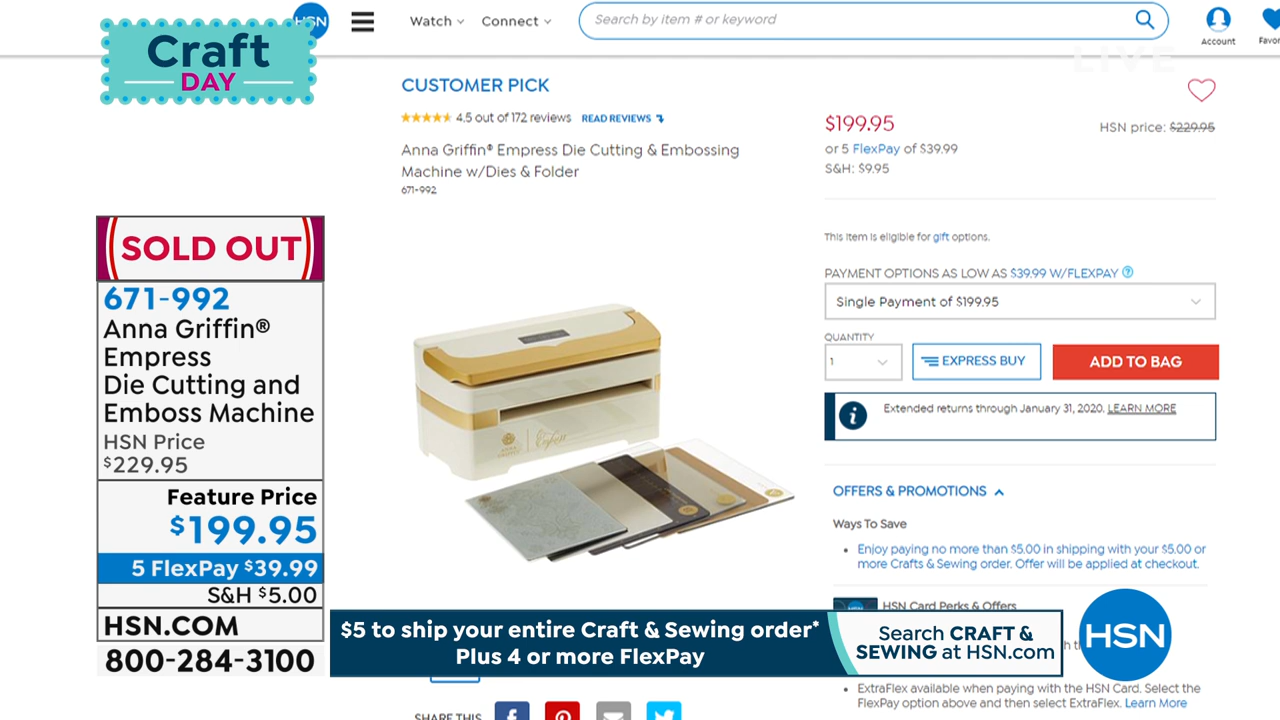 Craft
DAY
HSN
Watch
Connect
Search by item # or keyword
Account
LIVE
CUSTOMER PICK
4.5 out of 172 reviews READ REVIEWS
Anna Griffin® Empress Die Cutting & Embossing
Machine w/Dies & Folder
671-992
$199.95
HSN price: $229.95
or 5 FlexPay of $39.99
S&H: $9.95
This item is eligible for gift options.
PAYMENT OPTIONS AS LOW AS $39.99 W/FLEXPAY ?
Single Payment of $199.95
QUANTITY
1
EXPRESS BUY
ADD TO BAG
i
Extended returns through January 31, 2020. LEARN MORE
OFFERS & PROMOTIONS
Ways To Save
• Enjoy paying no more than $5.00 in shipping with your $5.00 or
more Crafts & Sewing order. Offer will be applied at checkout.
HSN Card Perks & Offers
• ExtraFlex available when paying with the HSN Card. Select the
FlexPay option above and then select ExtraFlex. Learn More
SHARE THIS
SOLD OUT
671-992
Anna Griffin®
Empress
Die Cutting and
Emboss Machine
HSN Price
$229.95
Feature Price
$199.95
5 FlexPay $39.99
S&H $5.00
HSN.COM
800-284-3100
$5 to ship your entire Craft & Sewing order*
Plus 4 or more FlexPay
Search CRAFT &
SEWING at HSN.com
HSN